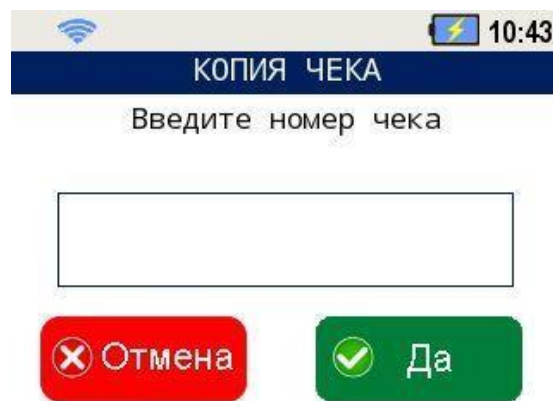 10:43
КОПИЯ ЧЕКА
Введите номер чека
Отмена
Да